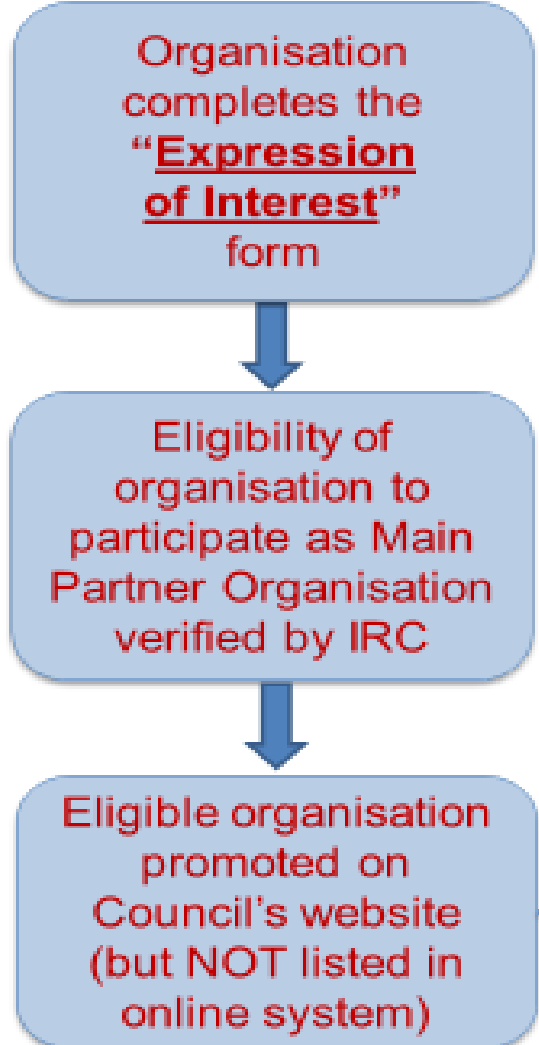 Organisation
completes the
“Expression
of Interest”
form
Eligibility of
organisation to
participate as Main
Partner Organisation
verified by IRC
Eligible organisation
promoted on
Council’s website
(but NOT listed in
online system)